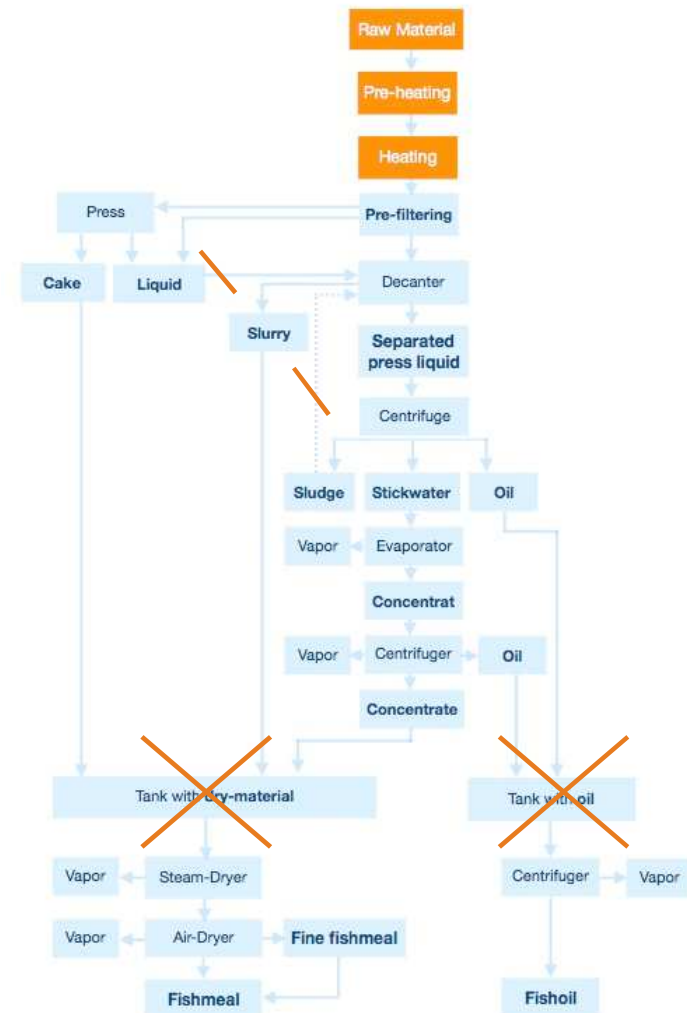 Raw Material
Pre-heating
Heating
Press
Pre-filtering
Cake
Liquid
Decanter
Slurry
Separated
press liquid
Centrifuge
Sludge
Stickwater
Oil
Vapor
Evaporator
Concentrat
Vapor
Centrifuger
Oil
Concentrate
Tank with dry-material
Tank with oil
Vapor
Steam-Dryer
Centrifuger
Vapor
Vapor
Air-Dryer
Fine fishmeal
Fishmeal
Fishoil